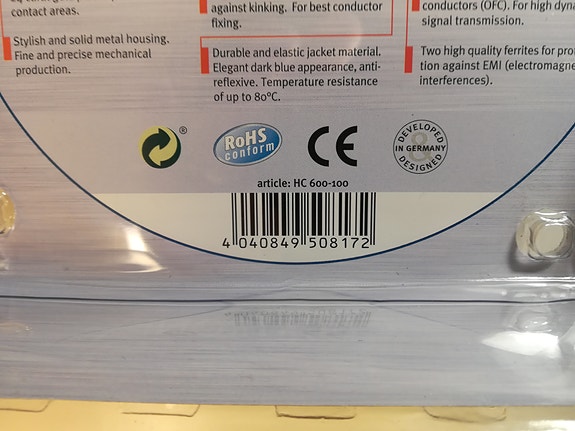 contact areas.
Stylish and solid metal housing.
Fine and precise mechanical
production.
against kinking. For best conductor
fixing.
Durable and elastic jacket material.
Elegant dark blue appearance, anti-
reflexive. Temperature resistance
of up to 80°C.
conductors (OFC). For high dyna
signal transmission.
Two high quality ferrites for pro
tion against EMI (electromagne
interferences).
®
RoHS
conform
CE
DEVELOPED
&
IN GERMANY
DESIGNED
article: HC 600-100
4 040849 508172